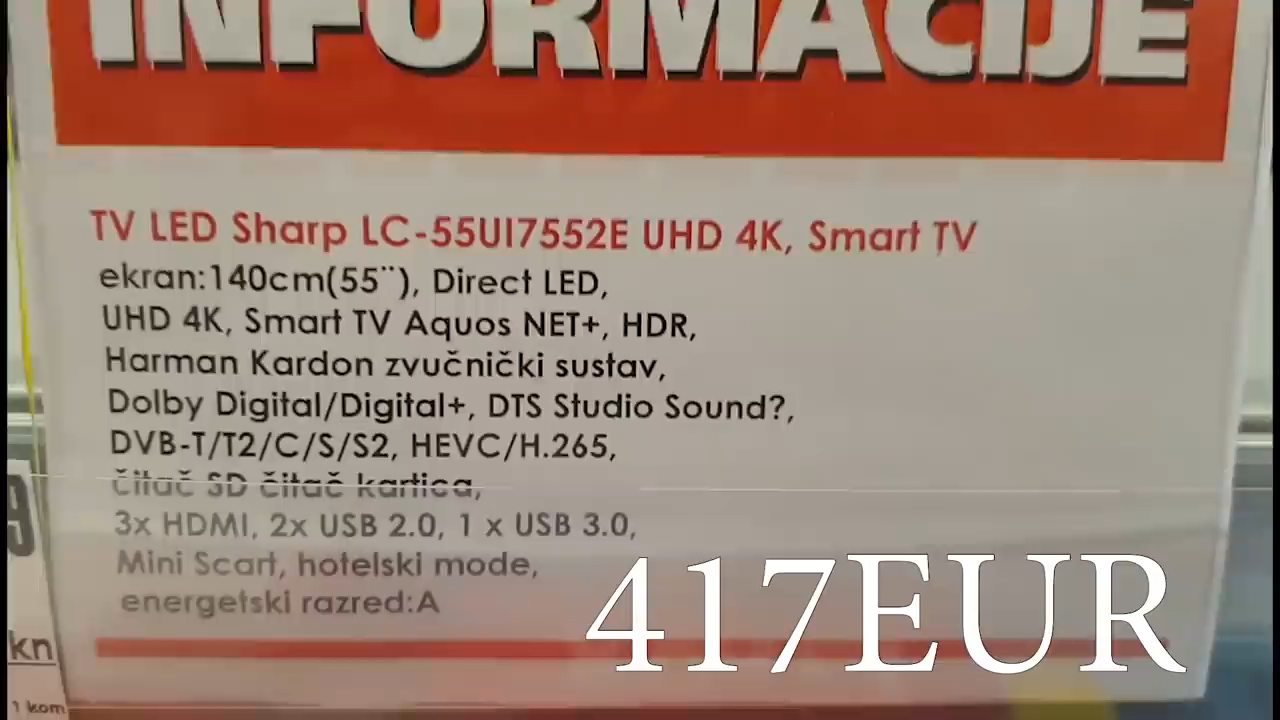 INFORMACIJE
TV LED Sharp LC-55UI7552E UHD 4K, Smart TV
ekran:140cm(55¨), Direct LED,
UHD 4K, Smart TV Aquos NET+, HDR,
Harman Kardon zvučnički sustav,
Dolby Digital/Digital+, DTS Studio Sound?,
DVB-T/T2/C/S/S2, HEVC/H.265,
čitač SD čitač kartica,
3x HDMI, 2x USB 2.0, 1 x USB 3.0,
Mini Scart, hotelski mode,
energetski razred:A
417EUR
9
kn
1 kom